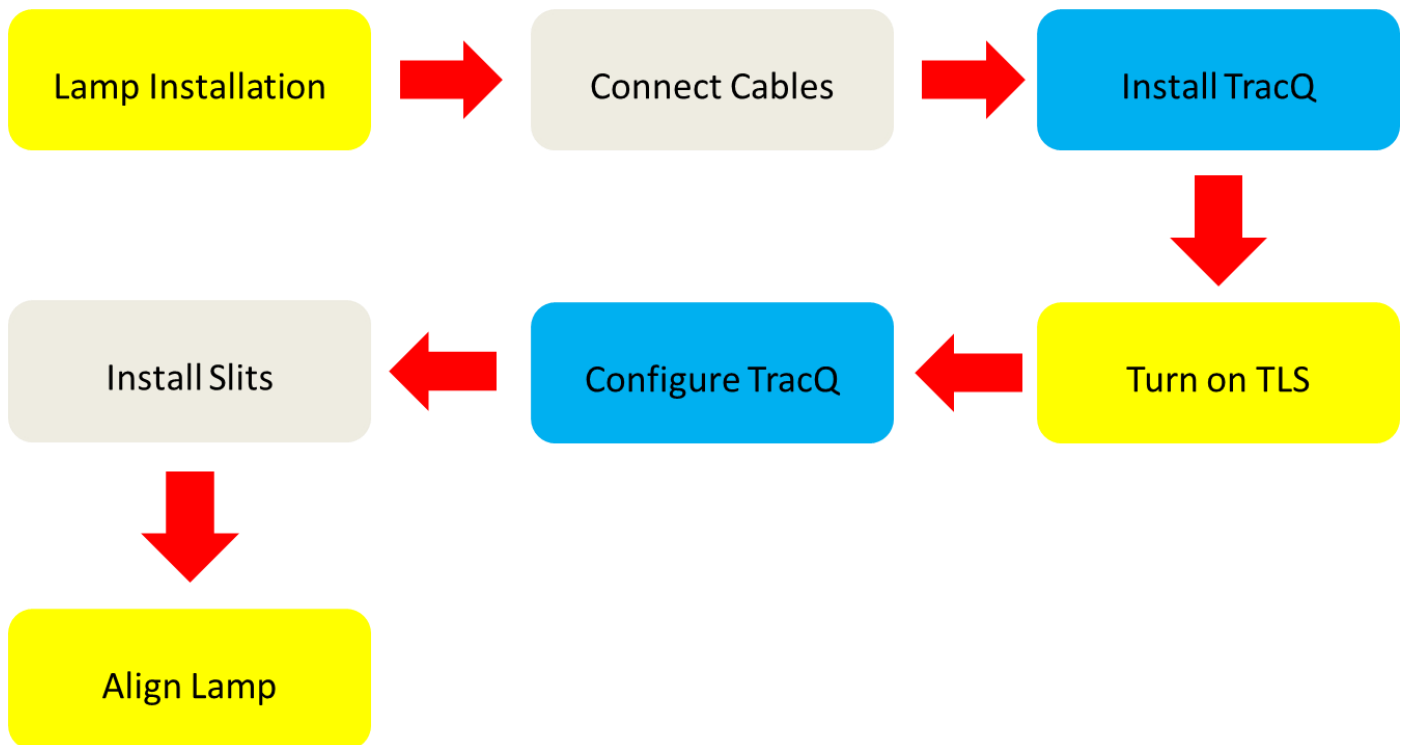 Lamp Installation
Connect Cables
Install TracQ
Turn on TLS
Configure TracQ
Install Slits
Align Lamp